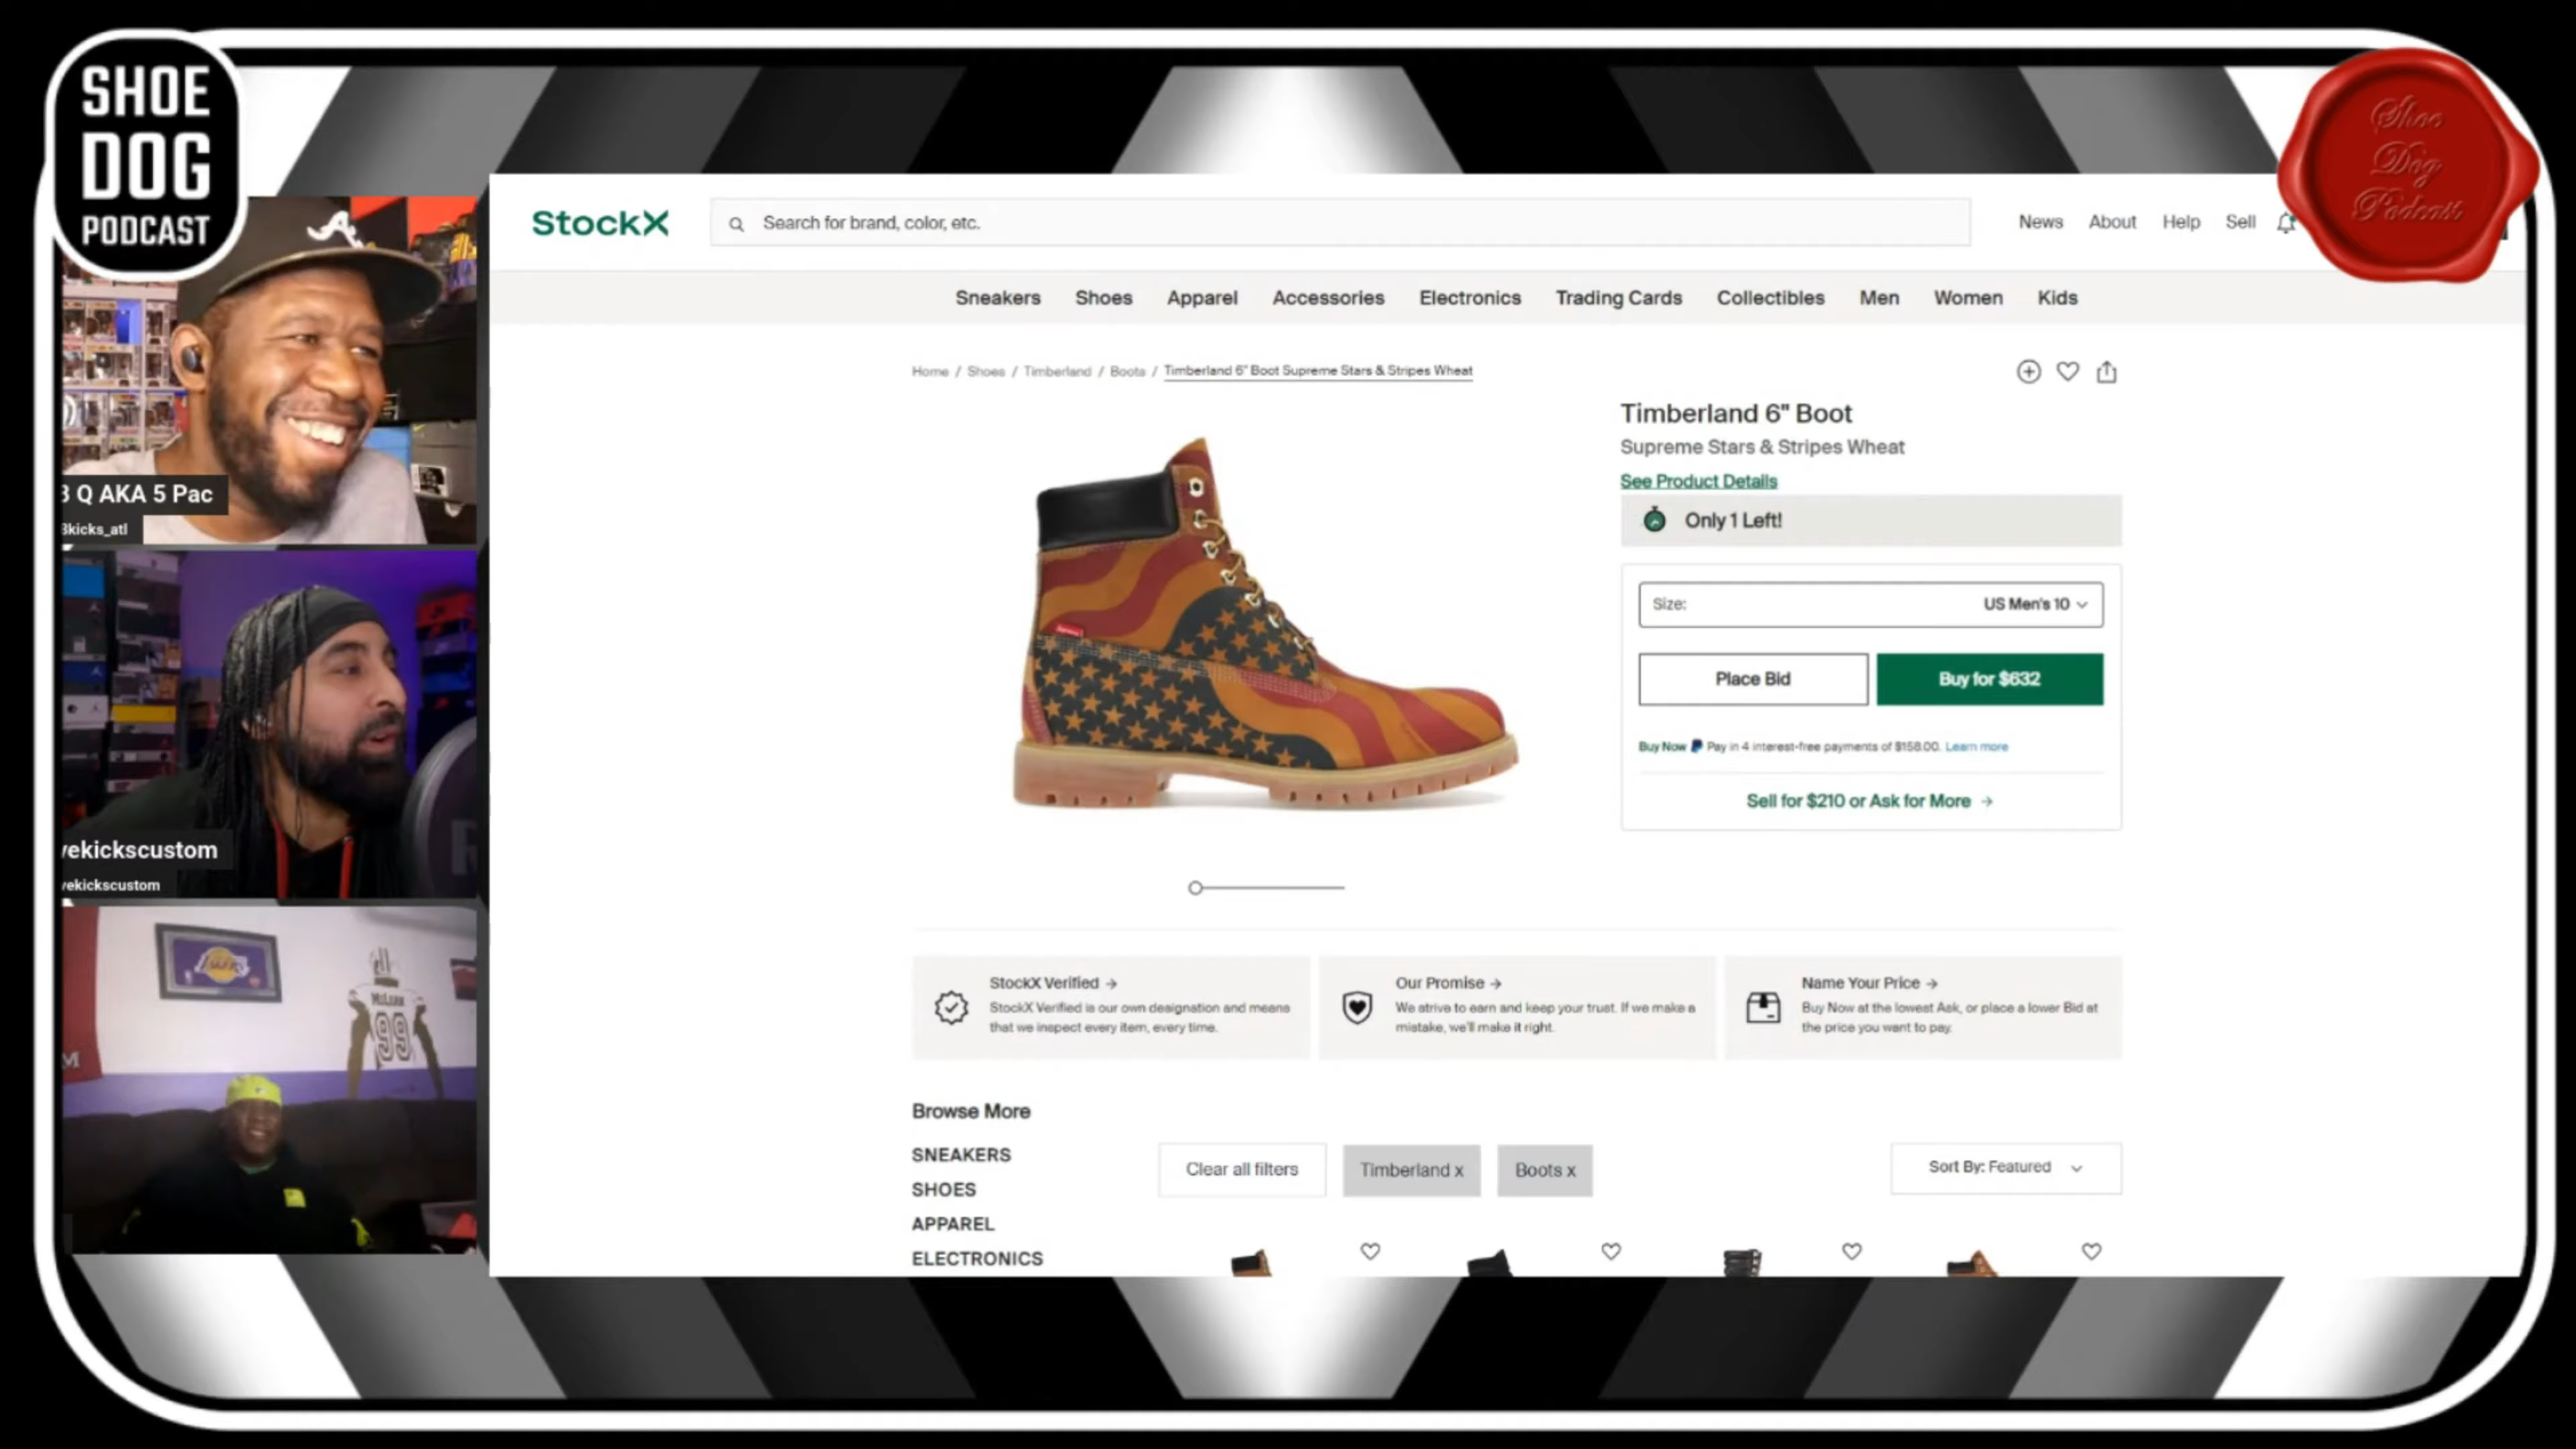 SHOE
DOG
PODCAST
Shoe
Dog
Podcast
StockX
Search for brand, color, etc.
News
About
Help
Sell
Sneakers
Shoes
Apparel
Accessories
Electronics
Trading Cards
Collectibles
Men
Women
Kids
Home / Shoes / Timberland / Boots / Timberland 6" Boot Supreme Stars & Stripes Wheat
Timberland 6" Boot
Supreme Stars & Stripes Wheat
See Product Details
Only 1 Left!
Size:
US Men's 10
Place Bid
Buy for $632
Buy Now Pay in 4 interest-free payments of $158.00. Learn more
Sell for $210 or Ask for More →
Q AKA 5 Pac
kicks_atl
ekickscustom
ekickscustom
McLAIN
99
M
StockX Verified →
StockX Verified is our own designation and means
that we inspect every item, every time.
Our Promise →
We strive to earn and keep your trust. If we make a
mistake, we'll make it right.
Name Your Price →
Buy Now at the lowest Ask, or place a lower Bid at
the price you want to pay.
Browse More
SNEAKERS
SHOES
APPAREL
ELECTRONICS
Clear all filters
Timberland x
Boots x
Sort By: Featured